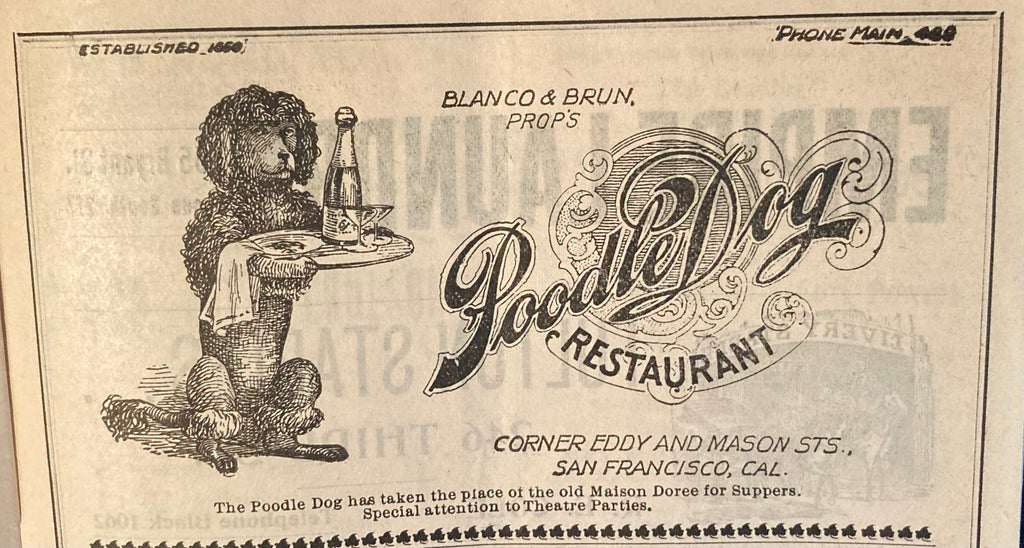 ESTABLISHED 1850
PHONE MAIN 429
BLANCO & BRUN,
PROP'S
Poodle Dog
RESTAURANT
CORNER EDDY AND MASON STS.,
SAN FRANCISCO, CAL.
The Poodle Dog has taken the place of the old Maison Doree for Suppers.
Special attention to Theatre Parties.